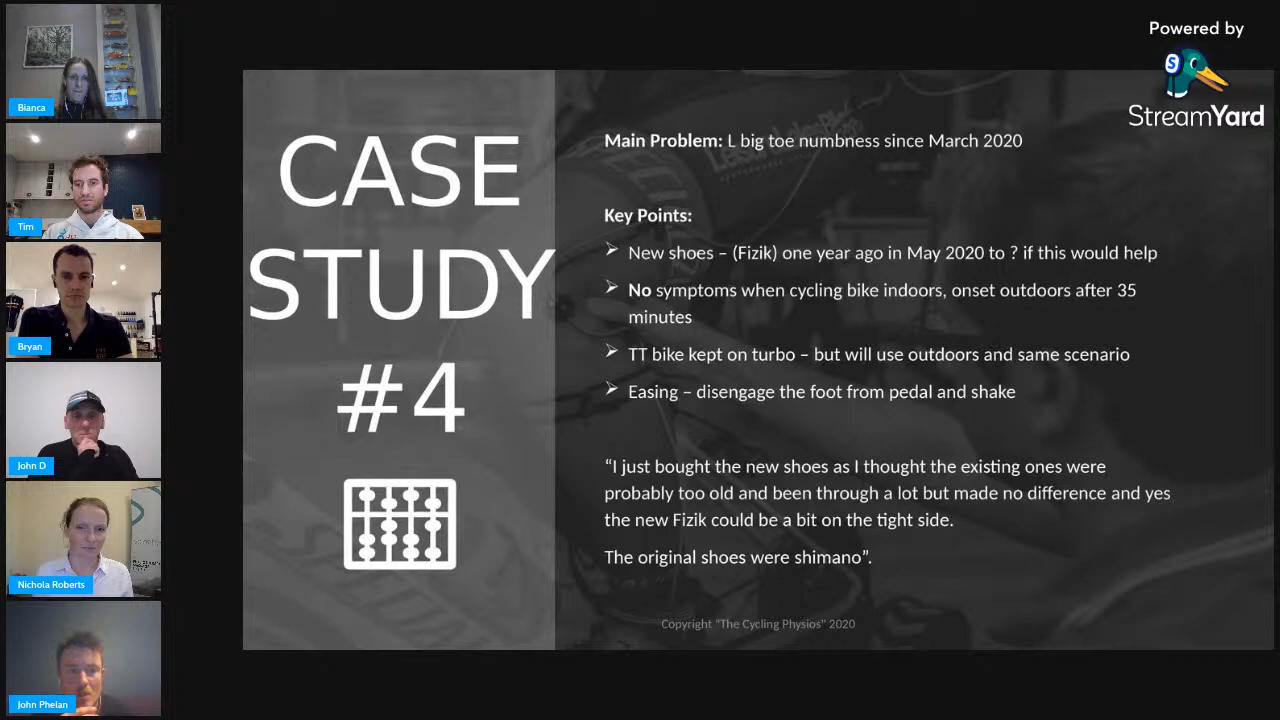 Bianca
Tim
Bryan
John D
Nichola Roberts
John Phelan
CASE
STUDY
#4
Main Problem: L big toe numbness since March 2020
Key Points:
New shoes – (Fizik) one year ago in May 2020 to ? if this would help
No symptoms when cycling bike indoors, onset outdoors after 35
minutes
TT bike kept on turbo – but will use outdoors and same scenario
Easing – disengage the foot from pedal and shake
“I just bought the new shoes as I thought the existing ones were
probably too old and been through a lot but made no difference and yes
the new Fizik could be a bit on the tight side.
The original shoes were shimano”.
Copyright "The Cycling Physios" 2020
Powered by
S
StreamYard